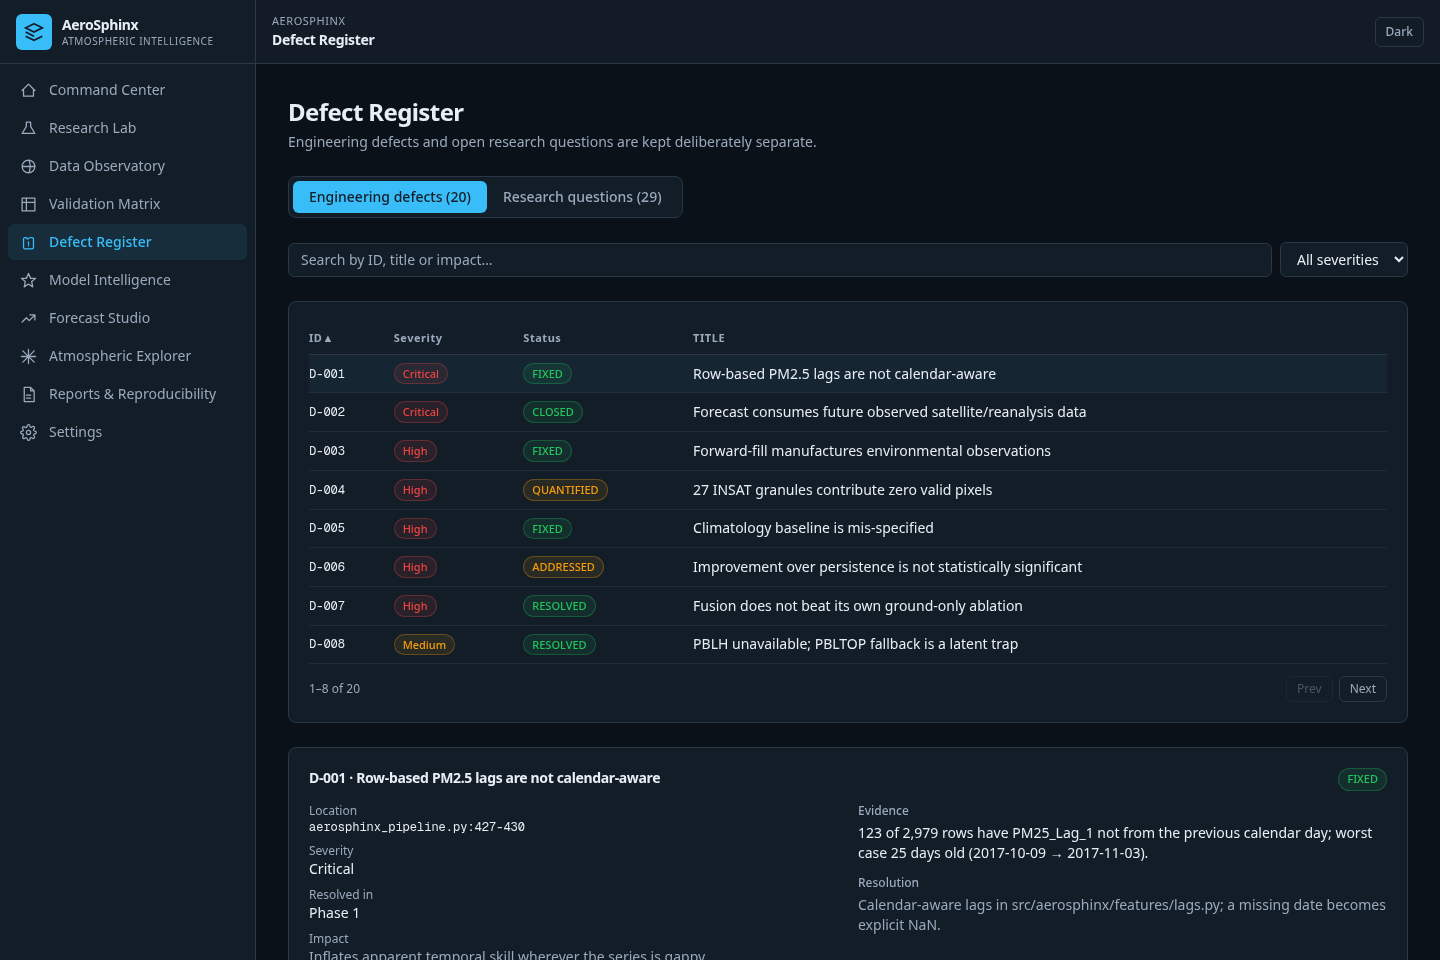 AeroSphinx
ATMOSPHERIC INTELLIGENCE
AEROSPHINX
Defect Register
Dark
Command Center
Research Lab
Data Observatory
Validation Matrix
Defect Register
Model Intelligence
Forecast Studio
Atmospheric Explorer
Reports & Reproducibility
Settings
Defect Register
Engineering defects and open research questions are kept deliberately separate.
Engineering defects (20) Research questions (29)
Search by ID, title or impact... All severities
ID ▲ Severity Status TITLE
D-001 Critical FIXED Row-based PM2.5 lags are not calendar-aware
D-002 Critical CLOSED Forecast consumes future observed satellite/reanalysis data
D-003 High FIXED Forward-fill manufactures environmental observations
D-004 High QUANTIFIED 27 INSAT granules contribute zero valid pixels
D-005 High FIXED Climatology baseline is mis-specified
D-006 High ADDRESSED Improvement over persistence is not statistically significant
D-007 High RESOLVED Fusion does not beat its own ground-only ablation
D-008 Medium RESOLVED PBLH unavailable; PBLTOP fallback is a latent trap
1–8 of 20 Prev Next
D-001 · Row-based PM2.5 lags are not calendar-aware FIXED
Location
aerosphinx_pipeline.py:427-430
Severity
Critical
Resolved in
Phase 1
Impact
Inflates apparent temporal skill wherever the series is gappy.
Evidence
123 of 2,979 rows have PM25_Lag_1 not from the previous calendar day; worst
case 25 days old (2017-10-09 → 2017-11-03).
Resolution
Calendar-aware lags in src/aerosphinx/features/lags.py; a missing date becomes
explicit NaN.